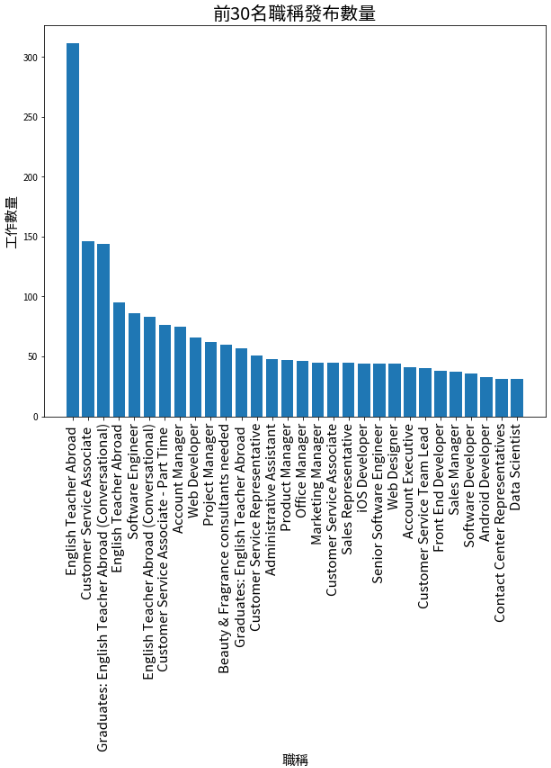 前30名職稱發布數量
工作數量
300
250
200
150
100
50
0
English Teacher Abroad
Customer Service Associate
Graduates: English Teacher Abroad (Conversational)
English Teacher Abroad
Software Engineer
English Teacher Abroad (Conversational)
Customer Service Associate - Part Time
Account Manager
Web Developer
Project Manager
Beauty & Fragrance consultants needed
Graduates: English Teacher Abroad
Customer Service Representative
Administrative Assistant
Product Manager
Office Manager
Marketing Manager
Customer Service Associate
Sales Representative
iOS Developer
Senior Software Engineer
Web Designer
Account Executive
Customer Service Team Lead
Front End Developer
Sales Manager
Software Developer
Android Developer
Contact Center Representatives
Data Scientist
職稱